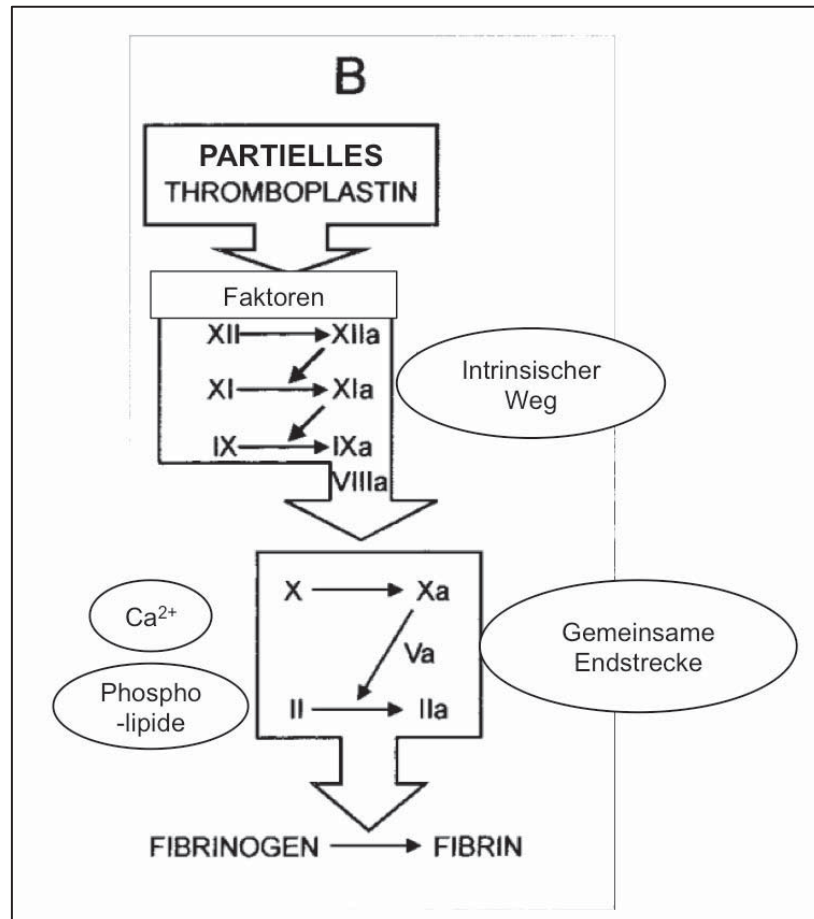 B
PARTIELLES
THROMBOPLASTIN
Faktoren
XII XIIa
XI XIa
IX IXa
VIIIa
Intrinsischer
Weg
X Xa
Va
II IIa
Ca²⁺
Phospho
-lipide
Gemeinsame
Endstrecke
FIBRINOGEN FIBRIN